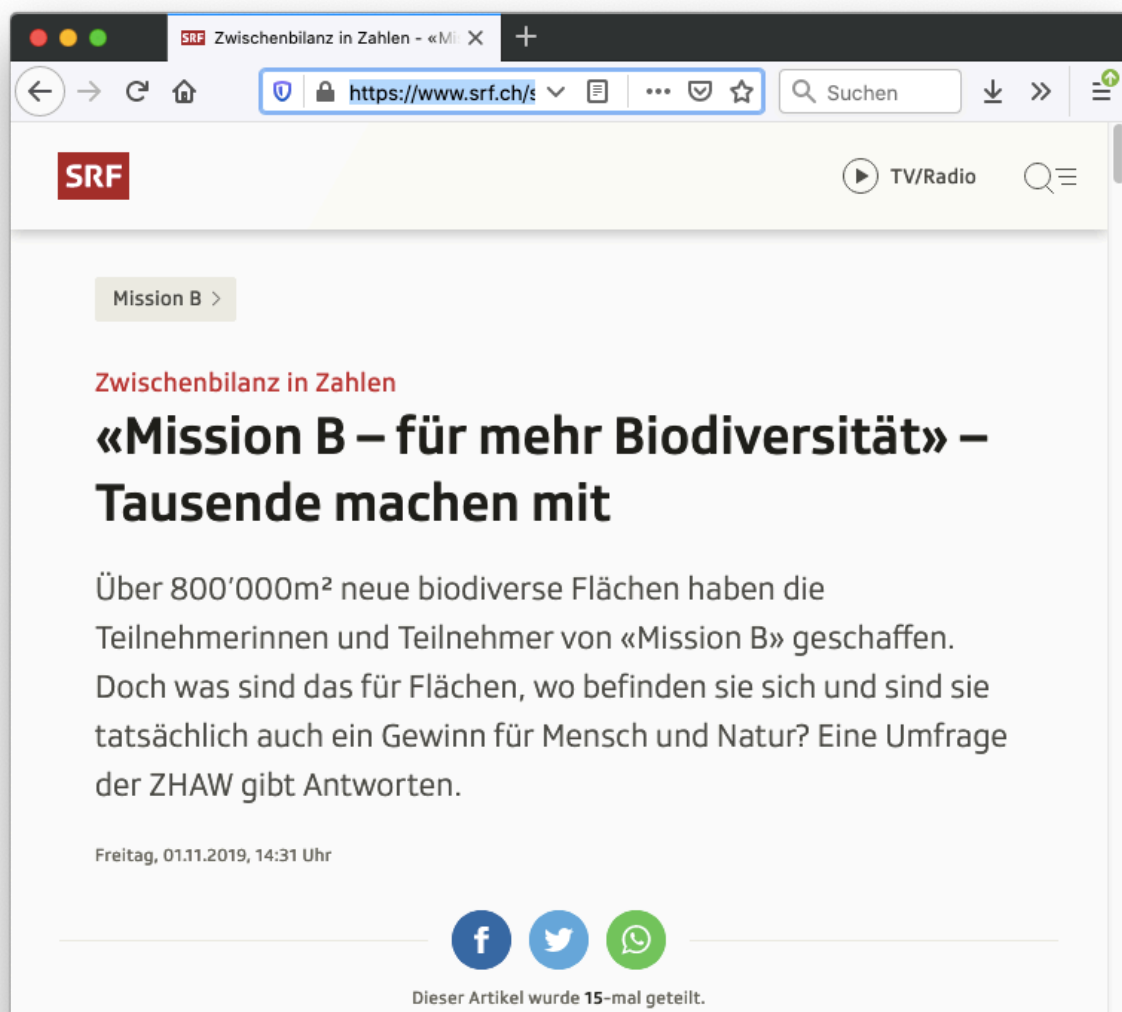 SRF Zwischenbilanz in Zahlen - «Mi
https://www.srf.ch/s
Suchen
SRF
TV/Radio
Mission B
Zwischenbilanz in Zahlen
«Mission B – für mehr Biodiversität» –
Tausende machen mit
Über 800’000m² neue biodiverse Flächen haben die
Teilnehmerinnen und Teilnehmer von «Mission B» geschaffen.
Doch was sind das für Flächen, wo befinden sie sich und sind sie
tatsächlich auch ein Gewinn für Mensch und Natur? Eine Umfrage
der ZHAW gibt Antworten.
Freitag, 01.11.2019, 14:31 Uhr
f
Dieser Artikel wurde 15-mal geteilt.